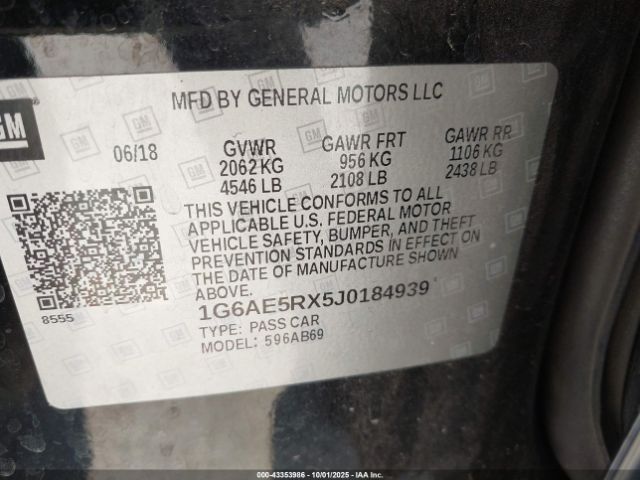 MFD BY GENERAL MOTORS LLC
GM
06/18
GVWR
2062 KG
4546 LB
GAWR FRT
956 KG
2108 LB
GAWR RR
1106 KG
2438 LB
THIS VEHICLE CONFORMS TO ALL
APPLICABLE U.S. FEDERAL MOTOR
VEHICLE SAFETY, BUMPER, AND THEFT
PREVENTION STANDARDS IN EFFECT ON
THE DATE OF MANUFACTURE SHOWN
ABOVE.
8555
1G6AE5RX5J0184939
TYPE: PASS CAR
MODEL: 596AB69
000-43353986 - 10/01/2025 - IAA Inc.